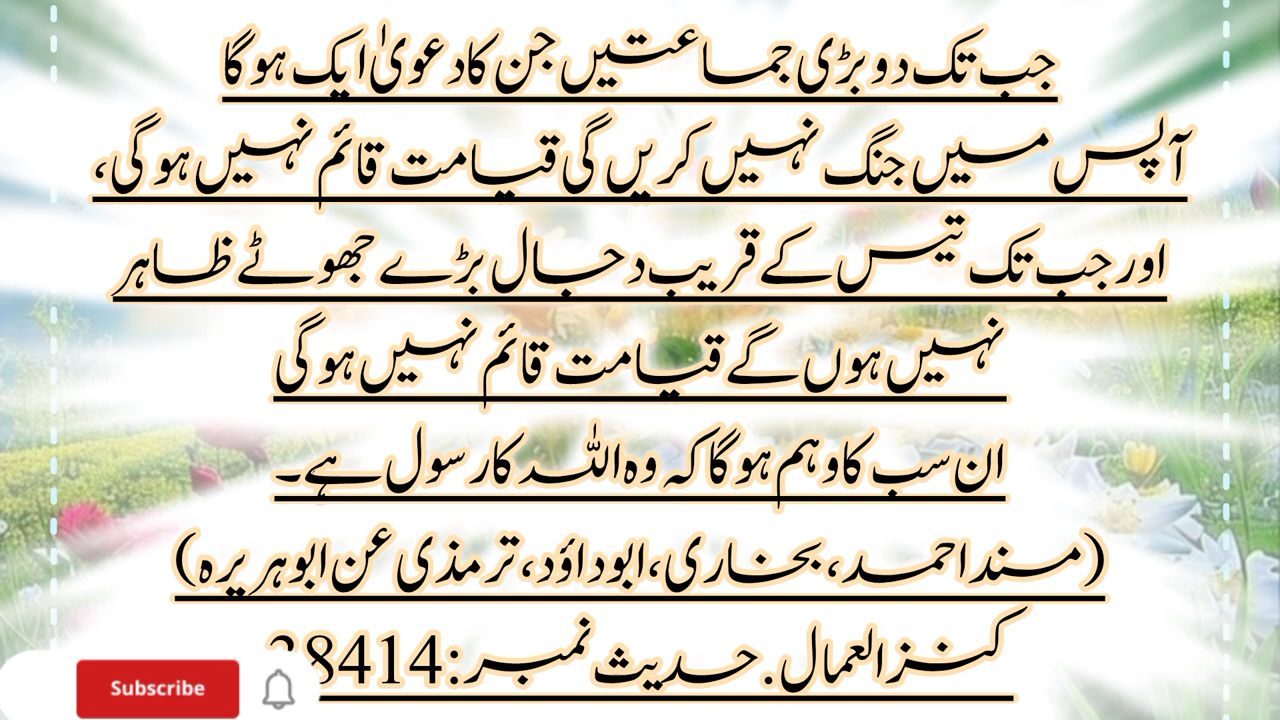 جب تک دو بڑی جماعتیں جن کا دعویٰ ایک ہوگا
آپس میں جنگ نہیں کریں گی قیامت قائم نہیں ہوگی،
اور جب تک تیس کے قریب دجال بڑے جھوٹے ظاہر
نہیں ہوں گے قیامت قائم نہیں ہوگی
ان سب کا وہم ہوگا کہ وہ اللہ کا رسول ہے۔
(مسند احمد، بخاری، ابوداؤد، ترمذی عن ابوہریرہ)
کنزالعمال. حدیث نمبر:38414
Subscribe